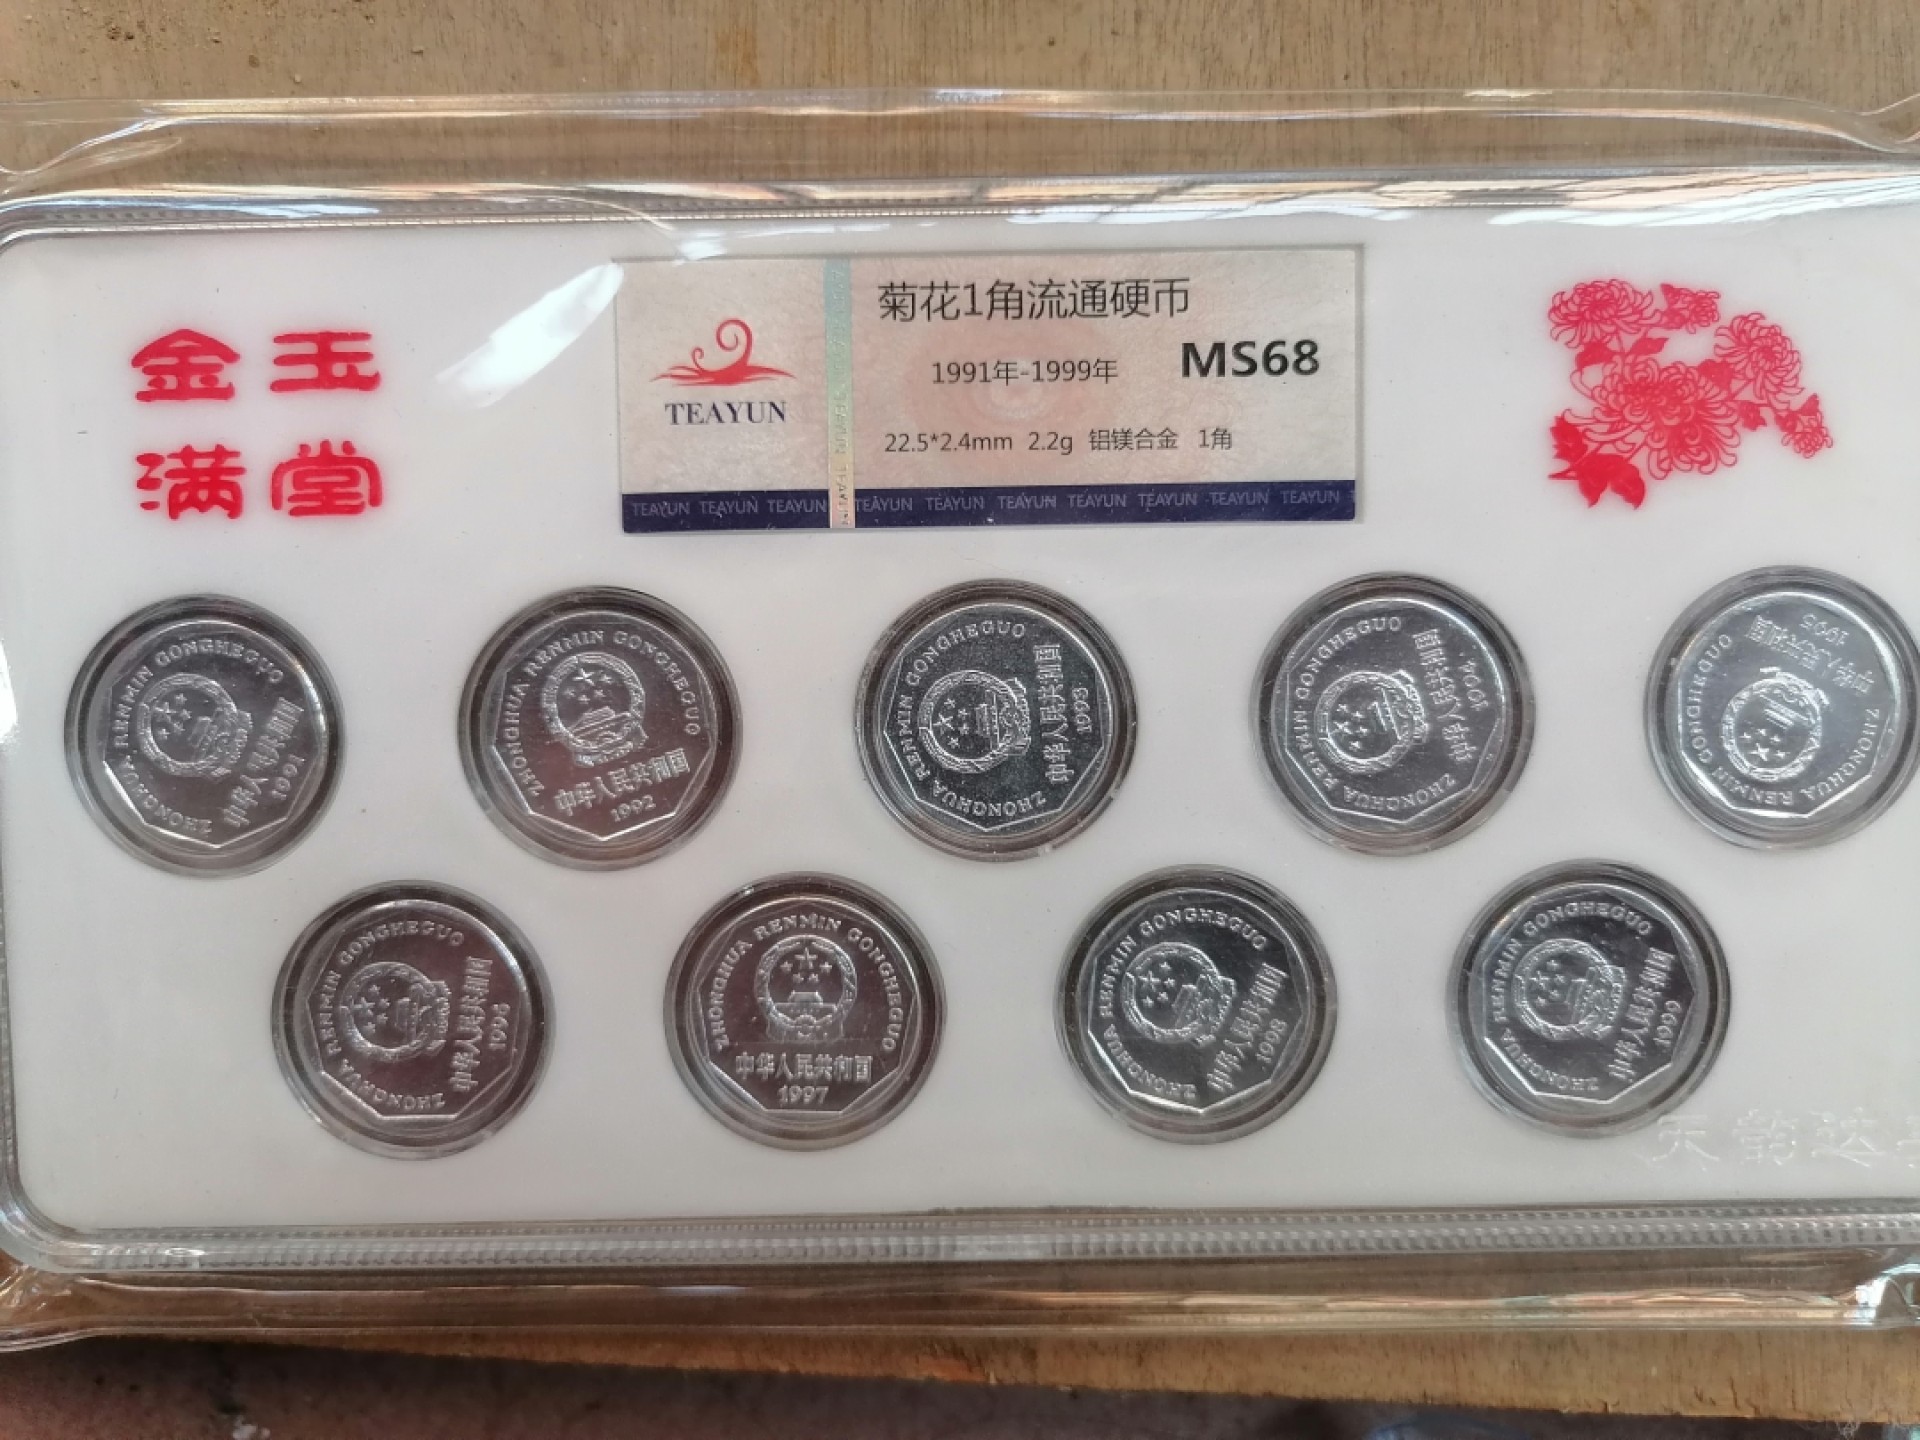 金玉
满堂
TEAYUN
菊花1角流通硬币
1991年-1999年 MS68
22.5*2.4mm 2.2g 铝镁合金 1角
TEAYUN TEAYUN TEAYUN TEAYUN TEAYUN TEAYUN TEAYUN TEAYUN TEAYUN TEAYUN
ZHONGHUA RENMIN GONGHEGUO
中华人民共和国
1991
ZHONGHUA RENMIN GONGHEGUO
中华人民共和国
1992
ZHONGHUA RENMIN GONGHEGUO
中华人民共和国
1993
ZHONGHUA RENMIN GONGHEGUO
中华人民共和国
1994
ZHONGHUA RENMIN GONGHEGUO
中华人民共和国
1995
ZHONGHUA RENMIN GONGHEGUO
中华人民共和国
1996
ZHONGHUA RENMIN GONGHEGUO
中华人民共和国
1997
ZHONGHUA RENMIN GONGHEGUO
中华人民共和国
1998
ZHONGHUA RENMIN GONGHEGUO
中华人民共和国
1999